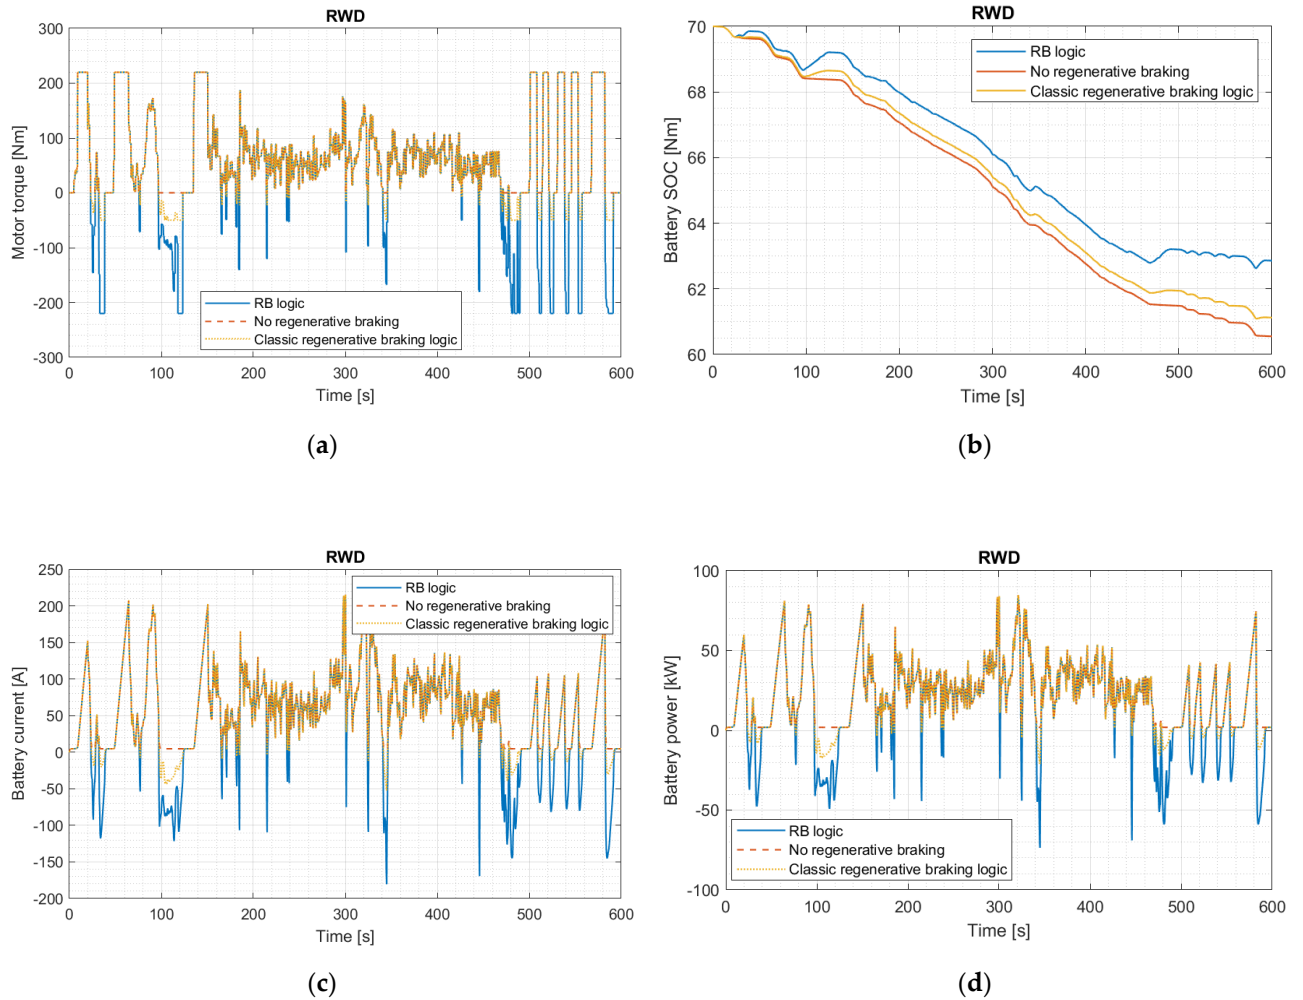 RWD
300
200
100
0
-100
-200
-300
Motor torque [Nm]
RB logic
No regenerative braking
Classic regenerative braking logic
0 100 200 300 400 500 600
Time [s]
(a)
RWD
70
68
66
64
62
60
Battery SOC [Nm]
RB logic
No regenerative braking
Classic regenerative braking logic
0 100 200 300 400 500 600
Time [s]
(b)
RWD
250
200
150
100
50
0
-50
-100
-150
-200
Battery current [A]
RB logic
No regenerative braking
Classic regenerative braking logic
0 100 200 300 400 500 600
Time [s]
(c)
RWD
100
50
0
-50
-100
Battery power [kW]
RB logic
No regenerative braking
Classic regenerative braking logic
0 100 200 300 400 500 600
Time [s]
(d)